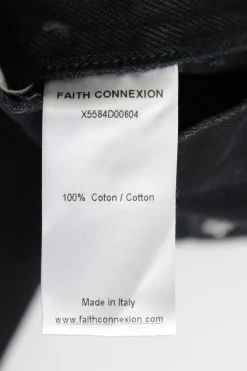 FAITH CONNEXION
X5584D00604
100% Coton / Cotton
Made in Italy
www.faithconnexion.com